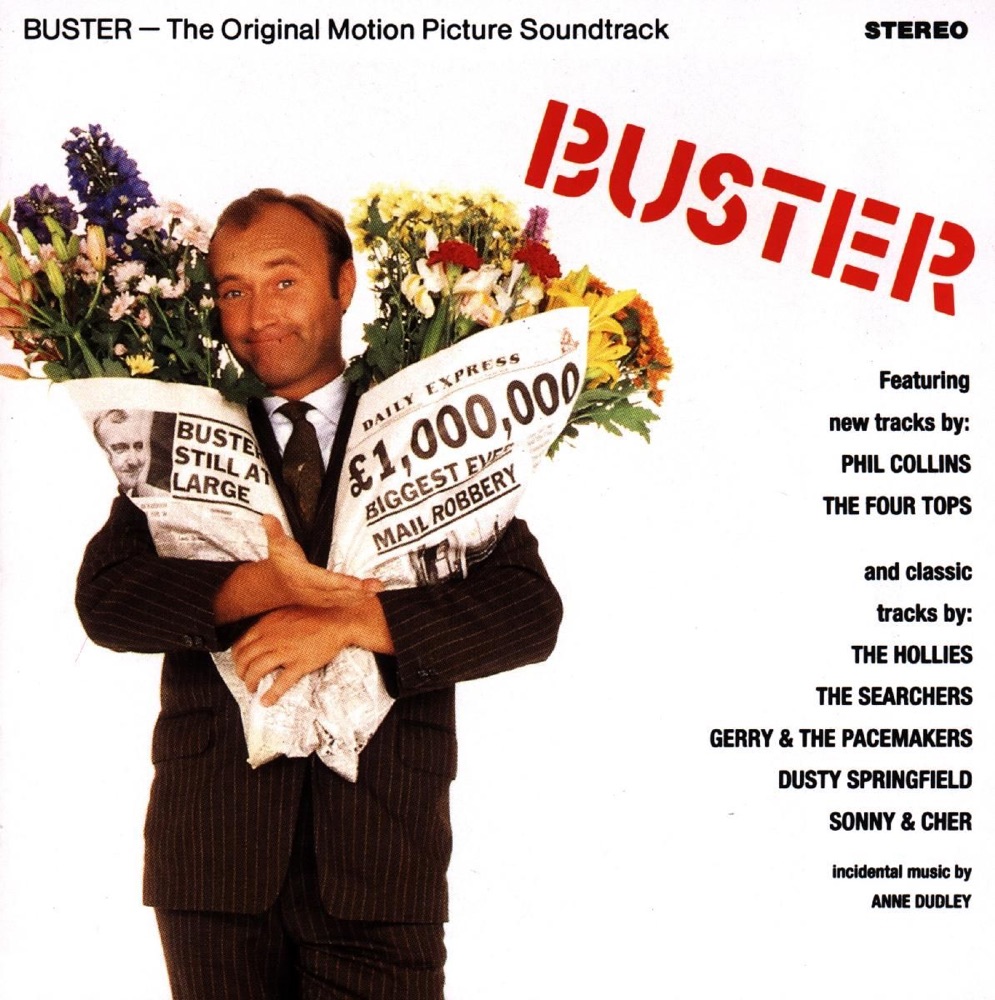 BUSTER — The Original Motion Picture Soundtrack
STEREO
BUSTER
Featuring
new tracks by:
PHIL COLLINS
THE FOUR TOPS
and classic
tracks by:
THE HOLLIES
THE SEARCHERS
GERRY & THE PACEMAKERS
DUSTY SPRINGFIELD
SONNY & CHER
incidental music by
ANNE DUDLEY
DAILY EXPRESS
£1,000,000
BIGGEST EVER
MAIL ROBBERY
BUSTER
STILL AT
LARGE